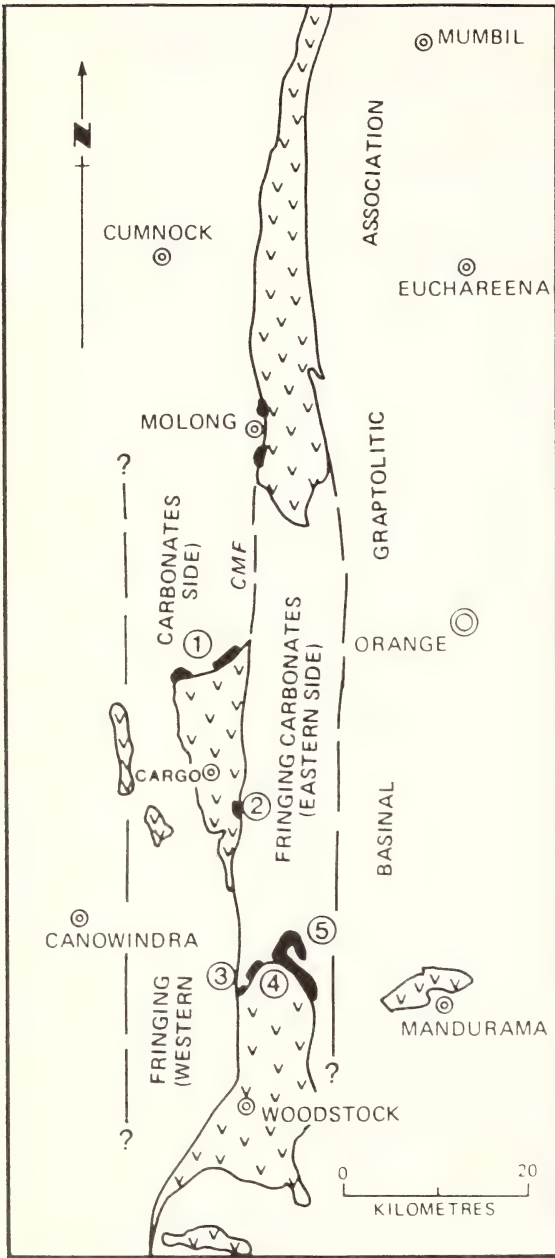 MUMBIL
N
ASSOCIATION
CUMNOCK
EUCHAREENA
MOLONG
?
GRAPTOLITIC
CARBONATES
SIDE)
CMF
1
ORANGE
FRINGING CARBONATES
(EASTERN SIDE)
CARGO
2
BASINAL
CANOWINDRA
5
3
4
FRINGING
(WESTERN
MANDURAMA
?
WOODSTOCK
?
0 20
KILOMETRES